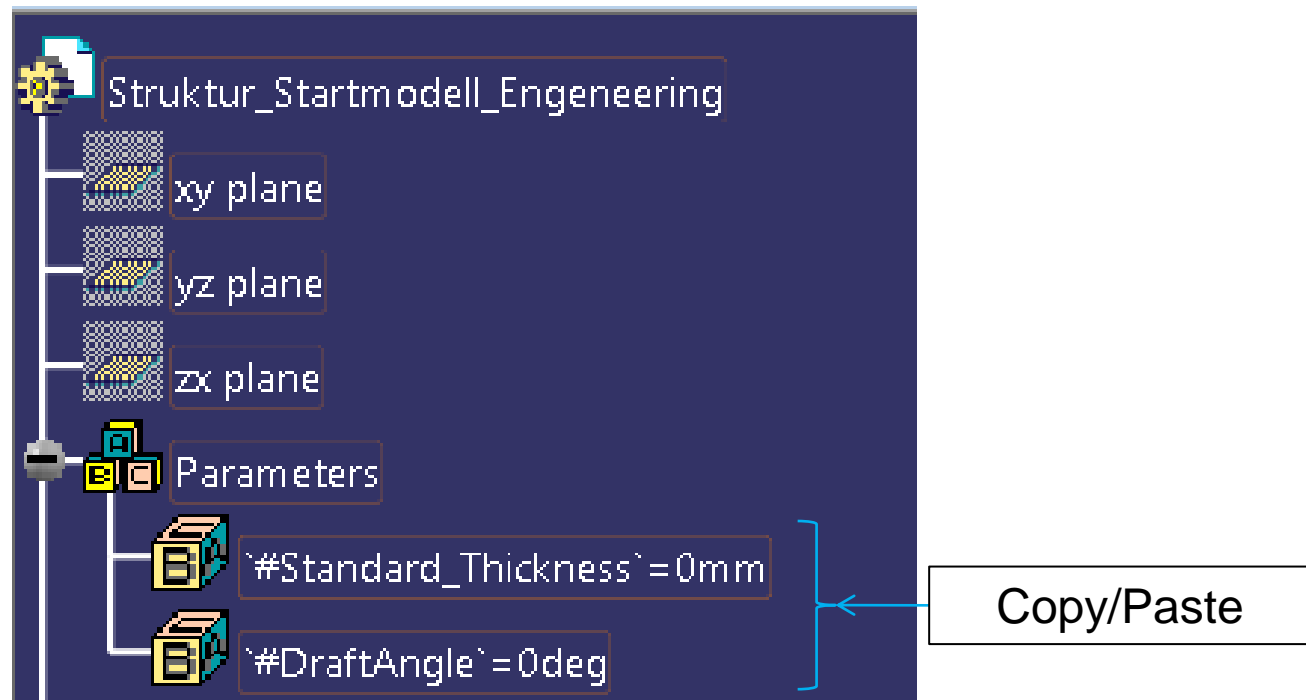 Struktur_Startmodell_Engeneering
xy plane
yz plane
zx plane
Parameters
`#Standard_Thickness`=0mm
`#DraftAngle`=0deg
Copy/Paste